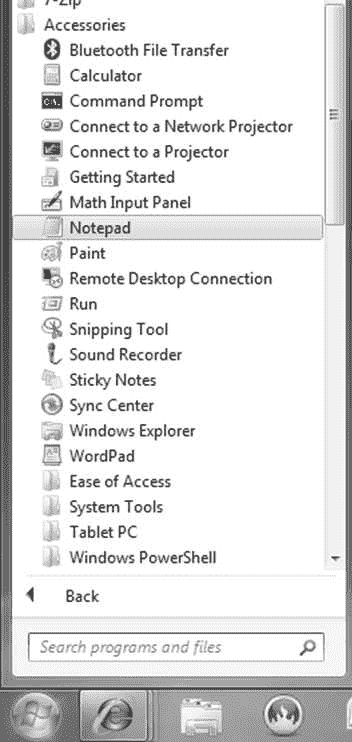 7-Zip
Accessories
Bluetooth File Transfer
Calculator
Command Prompt
Connect to a Network Projector
Connect to a Projector
Getting Started
Math Input Panel
Notepad
Paint
Remote Desktop Connection
Run
Snipping Tool
Sound Recorder
Sticky Notes
Sync Center
Windows Explorer
WordPad
Ease of Access
System Tools
Tablet PC
Windows PowerShell
Back
Search programs and files